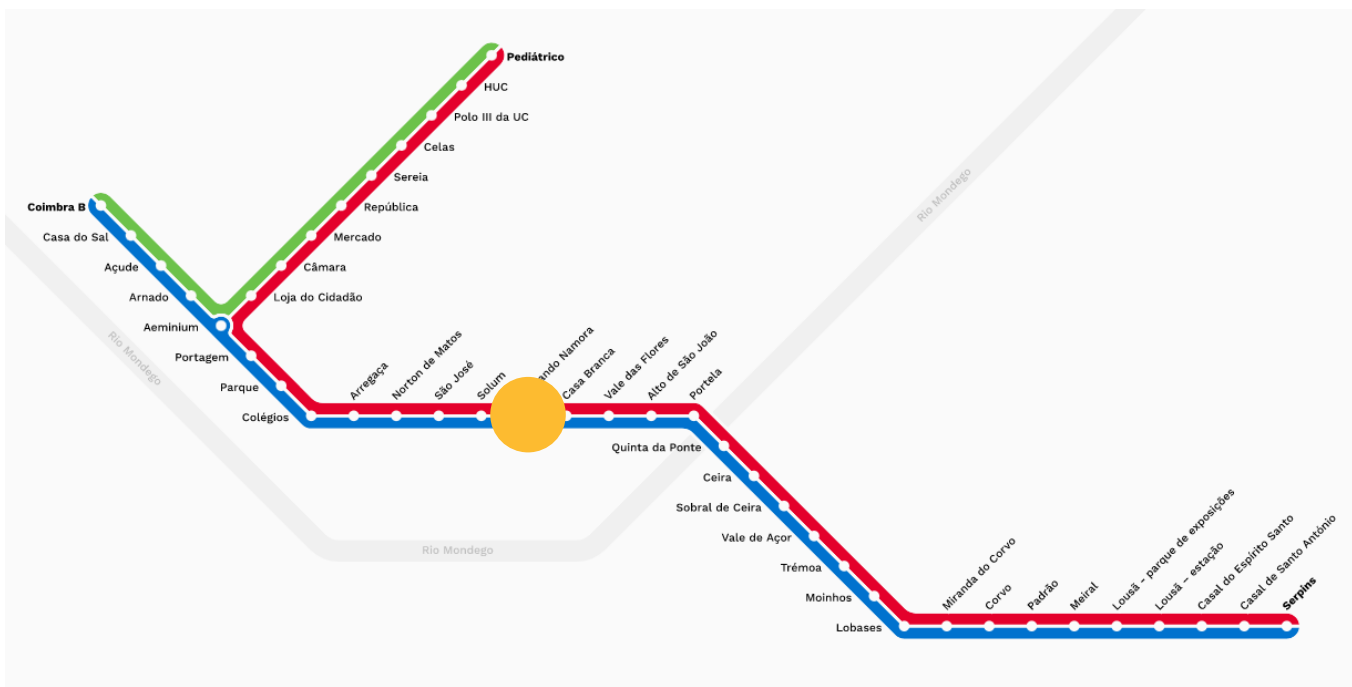 Pediátrico
HUC
Polo III da UC
Celas
Sereia
República
Mercado
Câmara
Loja do Cidadão
Coimbra B
Casa do Sal
Açude
Arnado
Aeminium
Portagem
Parque
Colégios
Arregaça
Norton de Matos
São José
Solum
Namora
Casa Branca
Vale das Flores
Alto de São João
Portela
Quinta da Ponte
Ceira
Sobral de Ceira
Vale de Açor
Trémoa
Moinhos
Lobases
Miranda do Corvo
Corvo
Padrão
Meiral
Lousã - parque de exposições
Lousã – estação
Casal do Espírito Santo
Casal de Santo António
Serpins
Rio Mondego
Rio Mondego
Rio Mondego